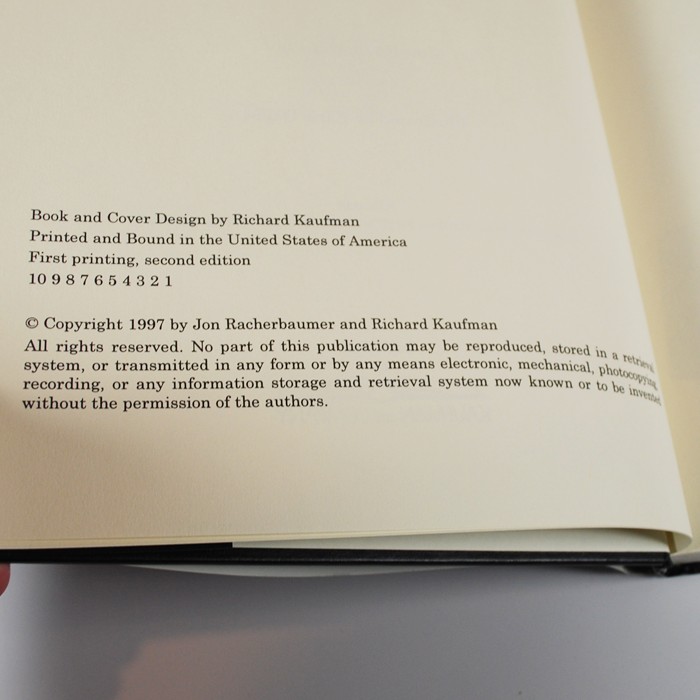 Book and Cover Design by Richard Kaufman
Printed and Bound in the United States of America
First printing, second edition
10 9 8 7 6 5 4 3 2 1
© Copyright 1997 by Jon Racherbaumer and Richard Kaufman
All rights reserved. No part of this publication may be reproduced, stored in a retrieval
system, or transmitted in any form or by any means electronic, mechanical, photocopying,
recording, or any information storage and retrieval system now known or to be invented
without the permission of the authors.